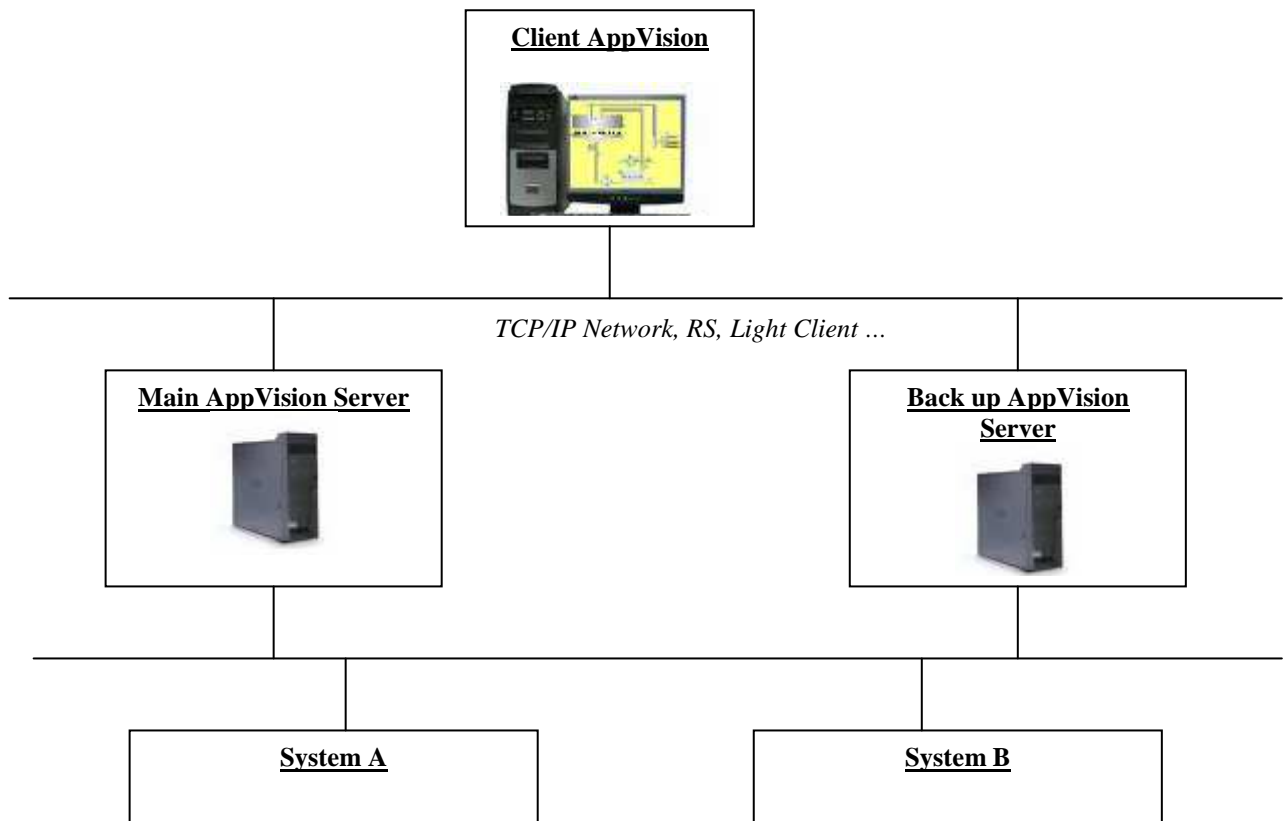 Client AppVision
TCP/IP Network, RS, Light Client …
Main AppVision Server
Back up AppVision
Server
System A
System B